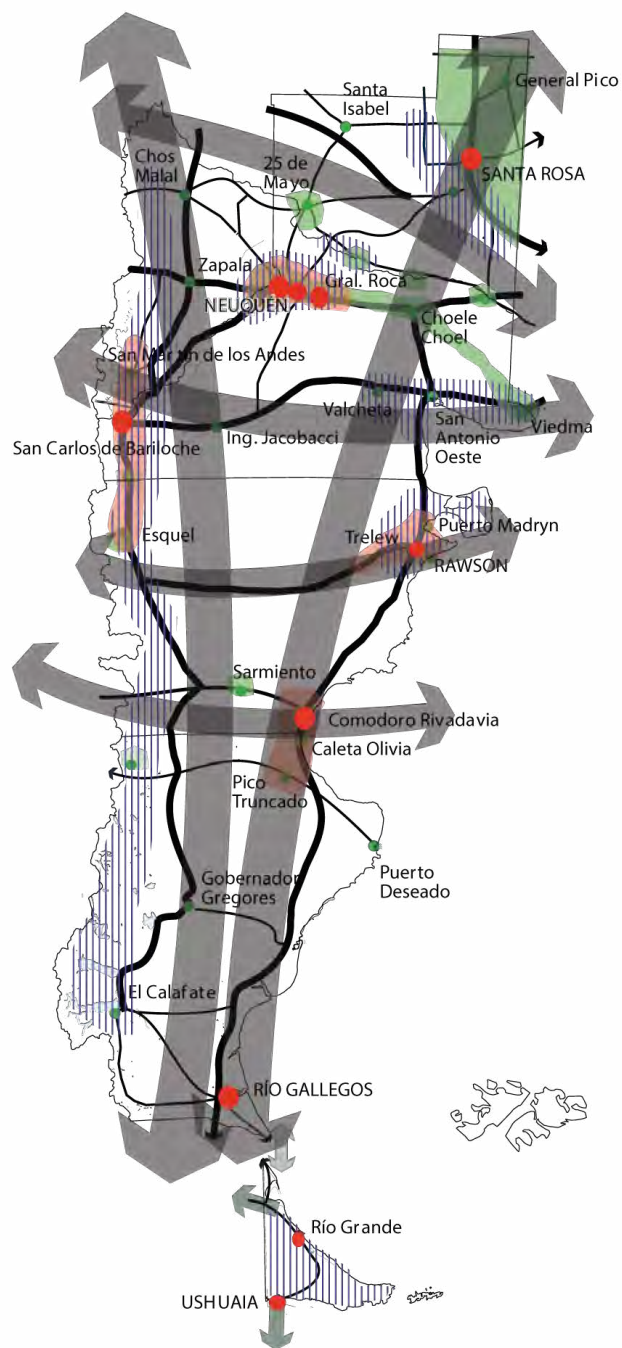 General Pico
Santa
Isabel
Chos
Malal
25 de
Mayo
SANTA ROSA
Zapala
Gral. Roca
NEUQUÉN
Choele
Choel
San Martín de los Andes
Valcheta
San
Antonio
Oeste
Viedma
Ing. Jacobacci
San Carlos de Bariloche
Esquel
Trelew
Puerto Madryn
RAWSON
Sarmiento
Comodoro Rivadavia
Caleta Olivia
Pico
Truncado
Puerto
Deseado
Gobernador
Gregores
El Calafate
RÍO GALLEGOS
Río Grande
USHUAIA